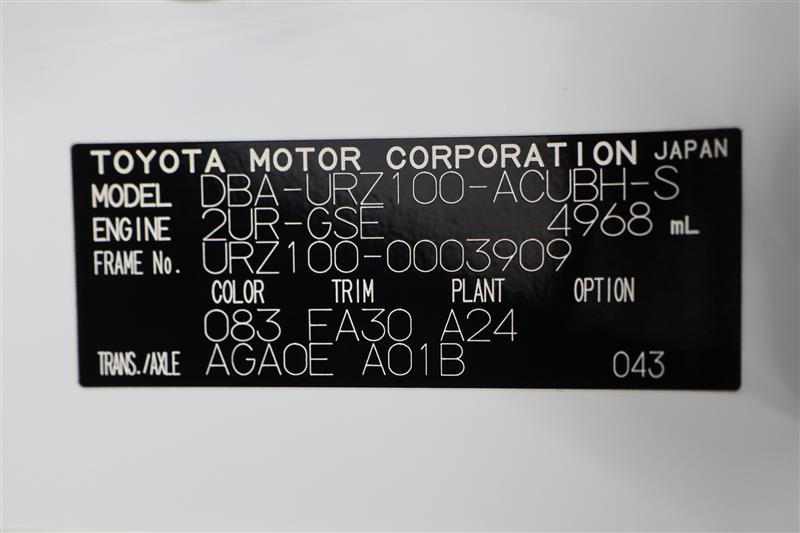 TOYOTA MOTOR CORPORATION JAPAN
MODEL DBA-URZ100-ACUBH-S
ENGINE 2UR-GSE 4968 mL
FRAME No. URZ100-0003909
COLOR TRIM PLANT OPTION
083 EA30 A24
TRANS./AXLE AGA0E A01B 043